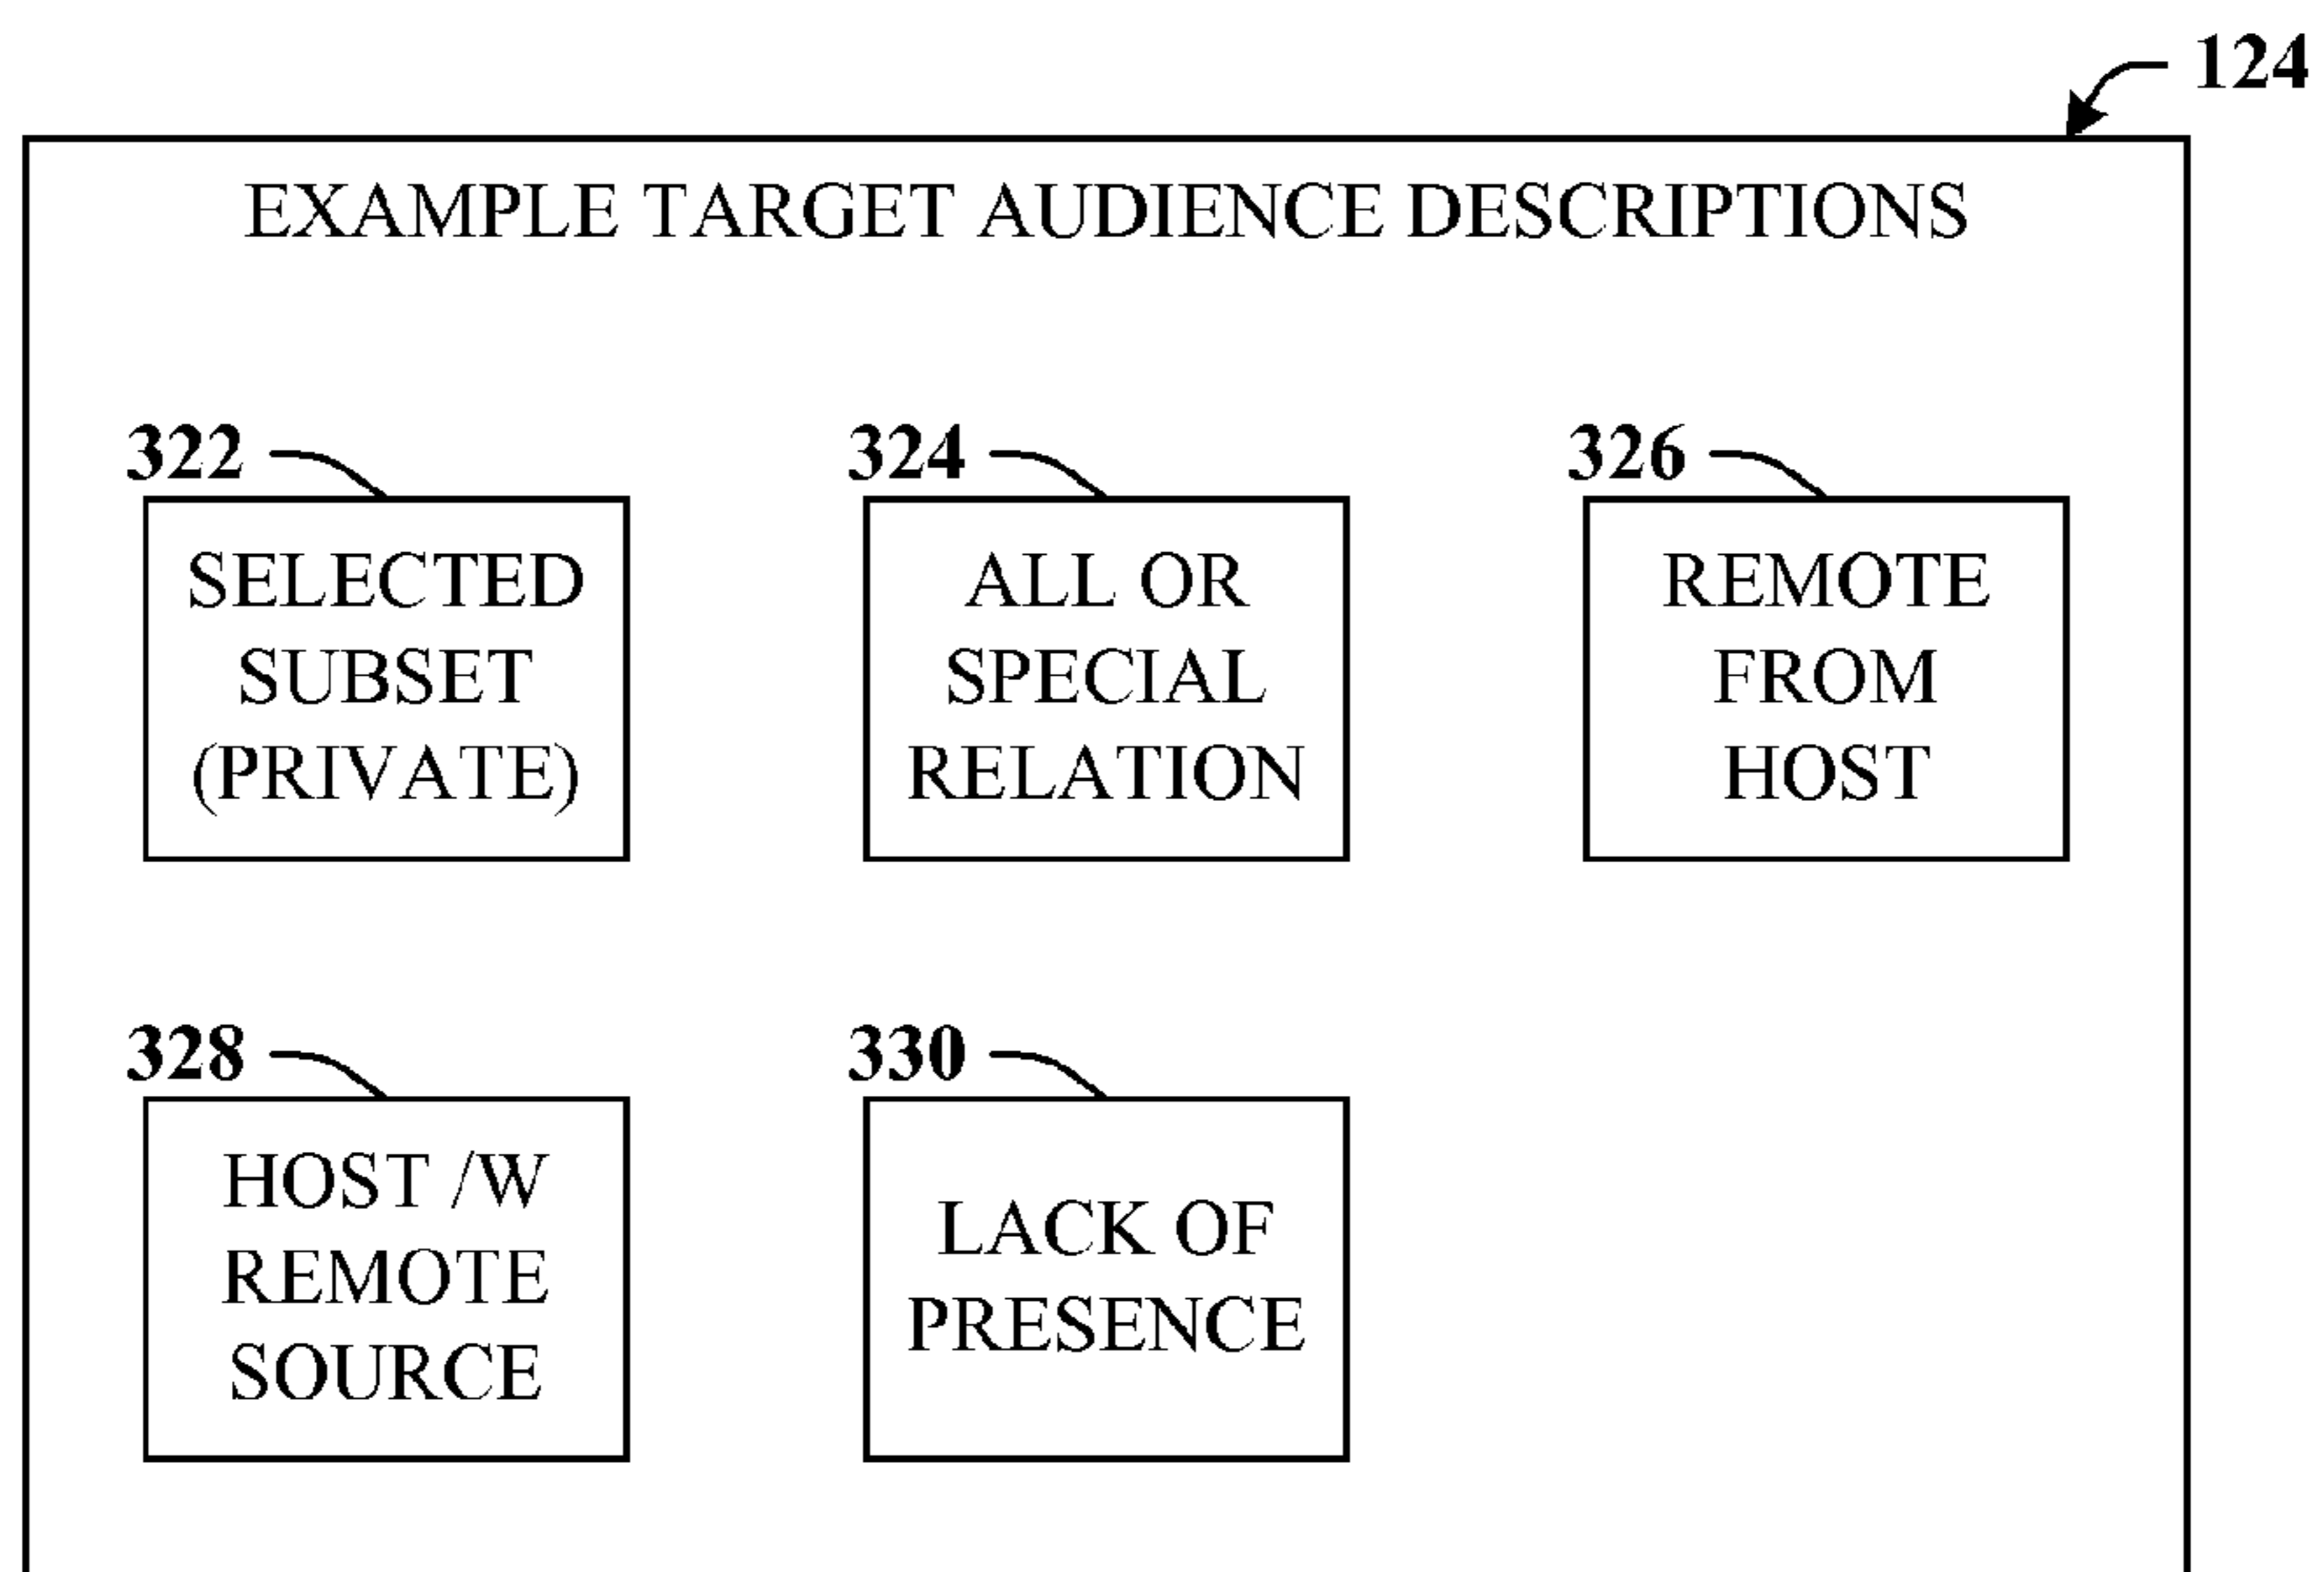 124
EXAMPLE TARGET AUDIENCE DESCRIPTIONS
322
SELECTED
SUBSET
(PRIVATE)
324
ALL OR
SPECIAL
RELATION
326
REMOTE
FROM
HOST
328
HOST /W
REMOTE
SOURCE
330
LACK OF
PRESENCE